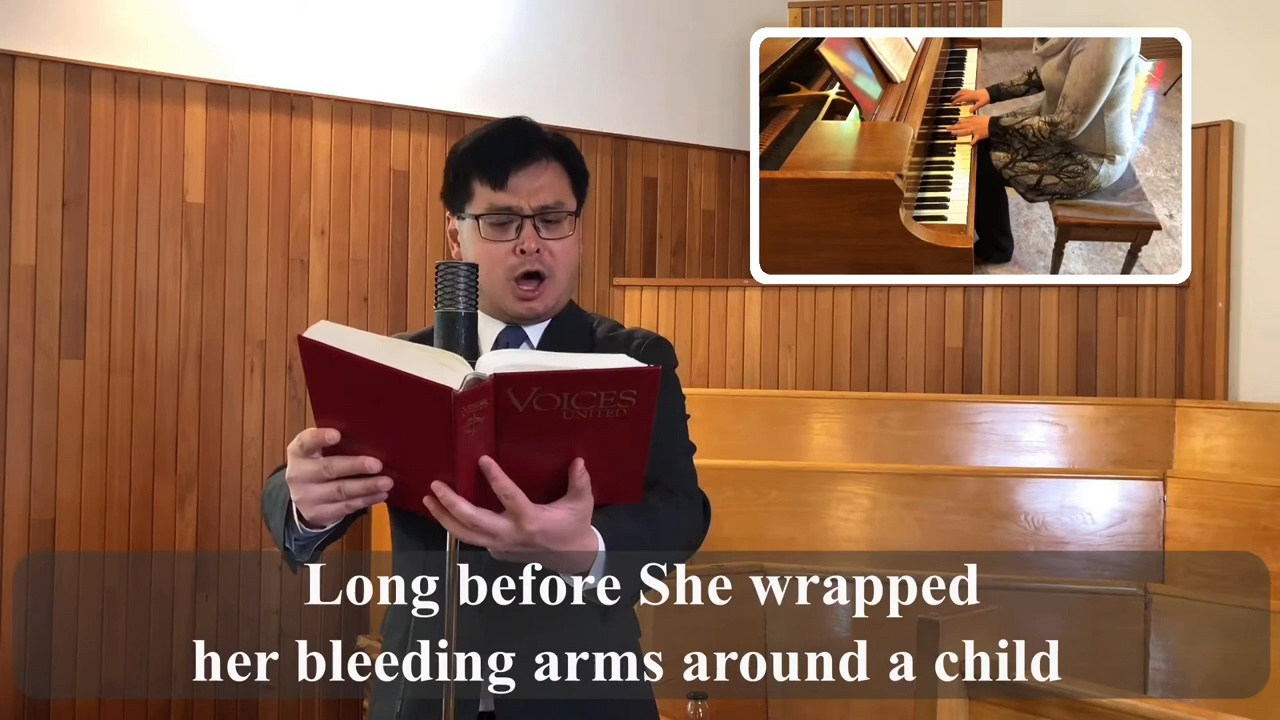 VOICES
UNITED
Long before She wrapped
her bleeding arms around a child